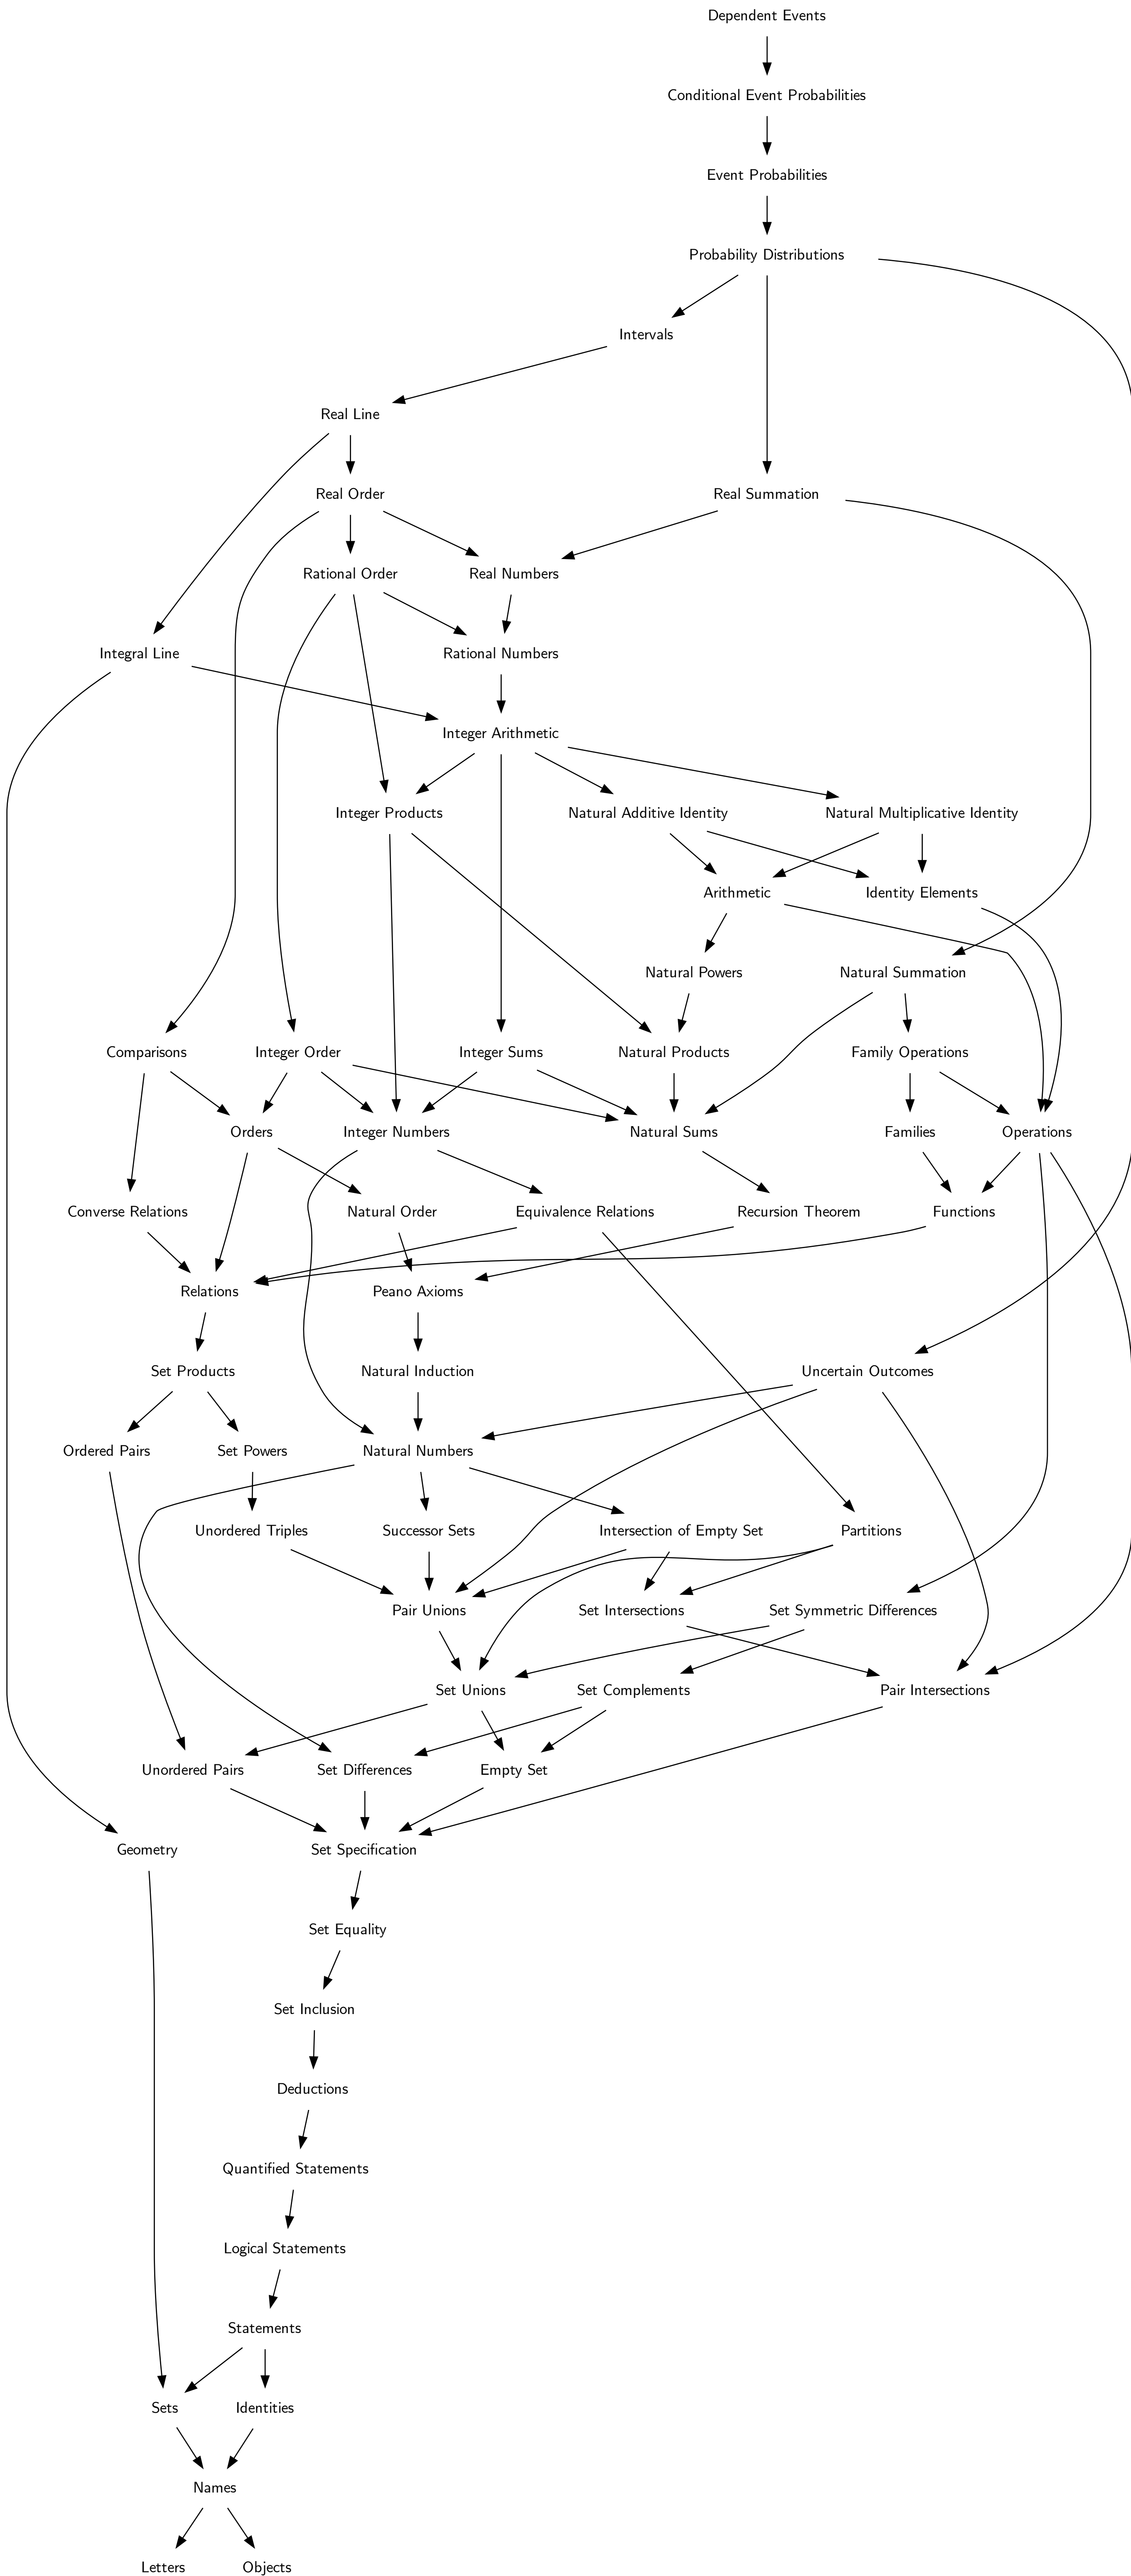 Dependent Events
Conditional Event Probabilities
Event Probabilities
Probability Distributions
Intervals
Real Line
Real Order
Real Summation
Rational Order
Real Numbers
Integral Line
Rational Numbers
Integer Arithmetic
Integer Products
Natural Additive Identity
Natural Multiplicative Identity
Arithmetic
Identity Elements
Natural Powers
Natural Summation
Comparisons
Integer Order
Integer Sums
Natural Products
Family Operations
Orders
Integer Numbers
Natural Sums
Families
Operations
Converse Relations
Natural Order
Equivalence Relations
Recursion Theorem
Functions
Relations
Peano Axioms
Set Products
Natural Induction
Uncertain Outcomes
Ordered Pairs
Set Powers
Natural Numbers
Unordered Triples
Successor Sets
Intersection of Empty Set
Partitions
Pair Unions
Set Intersections
Set Symmetric Differences
Set Unions
Set Complements
Pair Intersections
Unordered Pairs
Set Differences
Empty Set
Geometry
Set Specification
Set Equality
Set Inclusion
Deductions
Quantified Statements
Logical Statements
Statements
Sets
Identities
Names
Letters
Objects